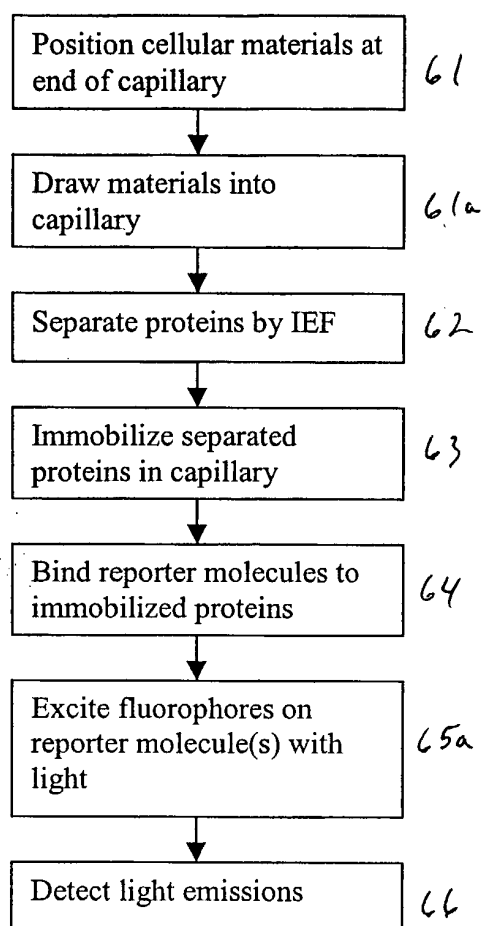 Position cellular materials at
end of capillary
61
Draw materials into
capillary
61a
Separate proteins by IEF
62
Immobilize separated
proteins in capillary
63
Bind reporter molecules to
immobilized proteins
64
Excite fluorophores on
reporter molecule(s) with
light
65a
Detect light emissions
66